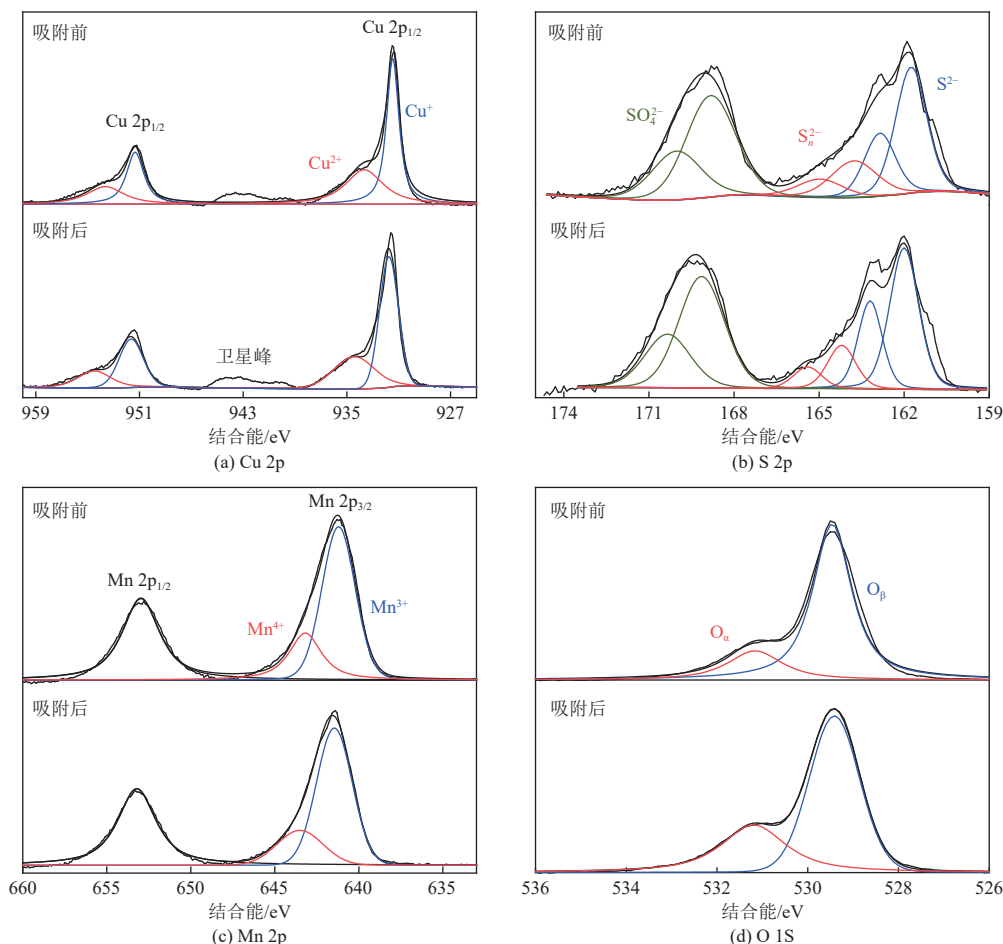 吸附前
Cu 2p1/2
Cu 2p1/2
Cu+
Cu2+
吸附后
卫星峰
959 951 943 935 927
结合能/eV
(a) Cu 2p
吸附前
SO42−
Sn2−
S2−
吸附后
174 171 168 165 162 159
结合能/eV
(b) S 2p
吸附前
Mn 2p3/2
Mn 2p1/2
Mn4+
Mn3+
吸附后
660 655 650 645 640 635
结合能/eV
(c) Mn 2p
吸附前
Oβ
Oα
吸附后
536 534 532 530 528 526
结合能/eV
(d) O 1S